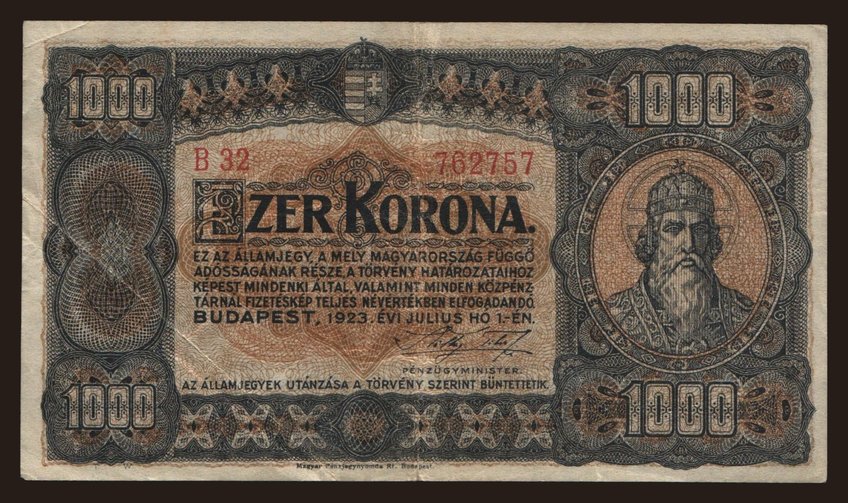 1000 1000
B 32 762757
EZER KORONA.
EZ AZ ÁLLAMJEGY, A MELY MAGYARORSZÁG FÜGGŐ
ADÓSSÁGÁNAK RÉSZE, A TÖRVÉNY HATÁROZATAIHOZ
KÉPEST MINDENKI ÁLTAL, VALAMINT MINDEN KÖZPÉNZ-
TÁRNÁL FIZETÉSKÉP TELJES NÉVÉRTÉKBEN ELFOGADANDÓ.
BUDAPEST, 1923. ÉVI JULIUS HÓ 1.-ÉN.
PÉNZÜGYMINISTER.
AZ ÁLLAMJEGYEK UTÁNZÁSA A TÖRVÉNY SZERINT BÜNTETTETIK.
1000 1000
Magyar Pénzjegynyomda Rt. Budapest.